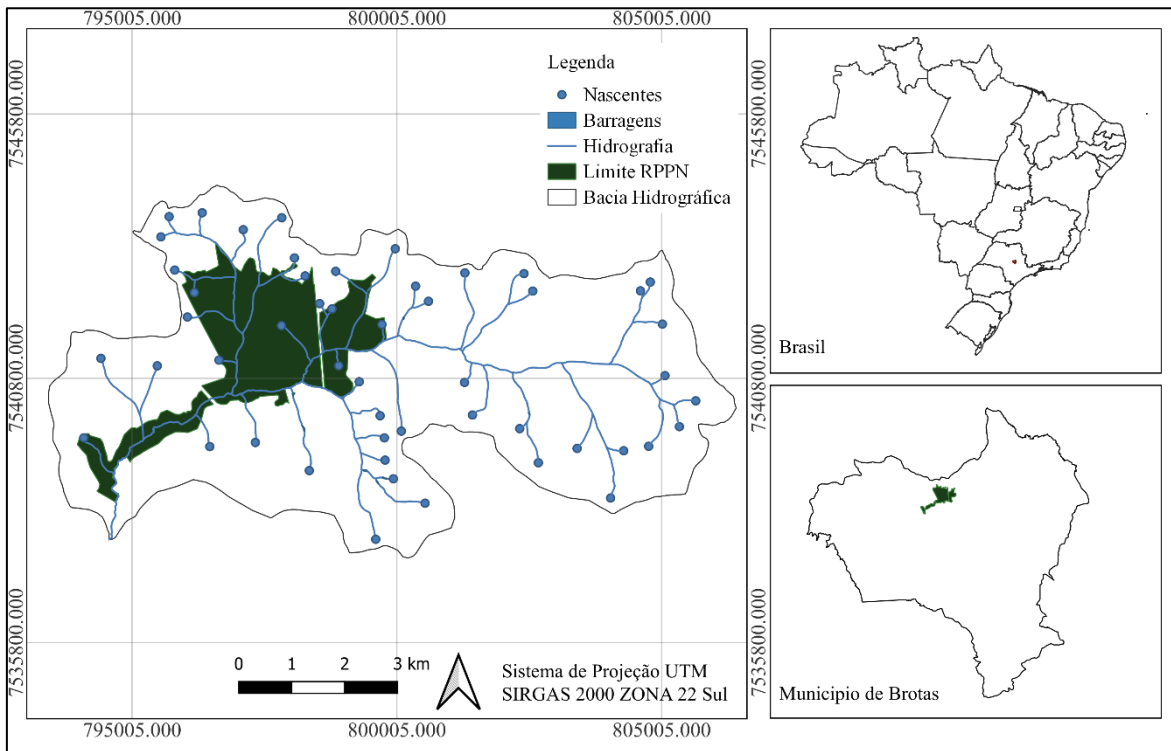 795005.000
800005.000
805005.000
7545800.000
7545800.000
7540800.000
7540800.000
7535800.000
7535800.000
Legenda
Nascentes
Barragens
Hidrografia
Limite RPPN
Bacia Hidrográfica
0 1 2 3 km
Sistema de Projeção UTM
SIRGAS 2000 ZONA 22 Sul
795005.000
800005.000
805005.000
Brasil
Municipio de Brotas